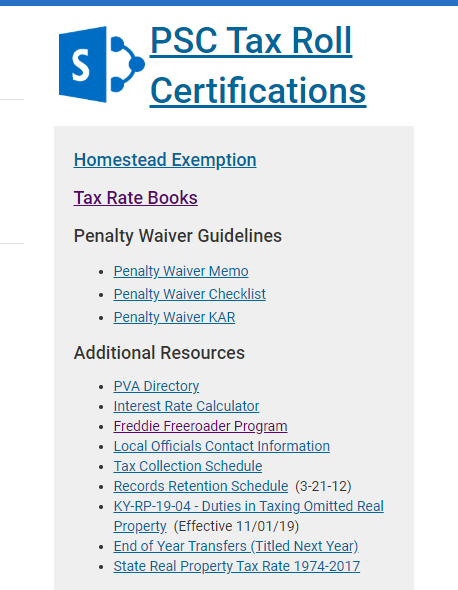 S
PSC Tax Roll
Certifications
Homestead Exemption
Tax Rate Books
Penalty Waiver Guidelines
• Penalty Waiver Memo
• Penalty Waiver Checklist
• Penalty Waiver KAR
Additional Resources
• PVA Directory
• Interest Rate Calculator
• Freddie Freeroader Program
• Local Officials Contact Information
• Tax Collection Schedule
• Records Retention Schedule (3-21-12)
• KY-RP-19-04 - Duties in Taxing Omitted Real
Property (Effective 11/01/19)
• End of Year Transfers (Titled Next Year)
• State Real Property Tax Rate 1974-2017